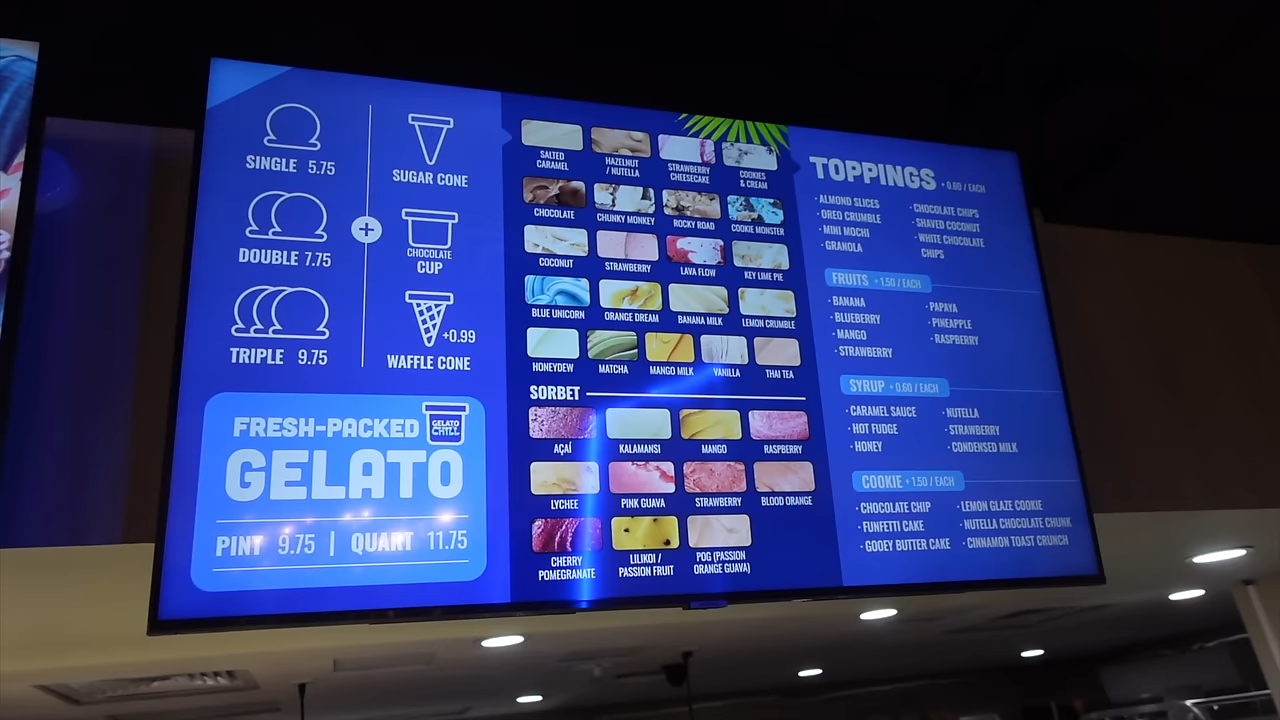 SINGLE 5.75
DOUBLE 7.75
TRIPLE 9.75
+
SUGAR CONE
CHOCOLATE
CUP
+0.99
WAFFLE CONE
FRESH-PACKED
GELATO
CHILL
GELATO
PINT 9.75 | QUART 11.75
SALTED
CARAMEL
HAZELNUT
/ NUTELLA
STRAWBERRY
CHEESECAKE
COOKIES
& CREAM
CHOCOLATE
CHUNKY MONKEY
ROCKY ROAD
COOKIE MONSTER
COCONUT
STRAWBERRY
LAVA FLOW
KEY LIME PIE
BLUE UNICORN
ORANGE DREAM
BANANA MILK
LEMON CRUMBLE
HONEYDEW
MATCHA
MANGO MILK
VANILLA
THAI TEA
SORBET
AÇAÍ
KALAMANSI
MANGO
RASPBERRY
LYCHEE
PINK GUAVA
STRAWBERRY
BLOOD ORANGE
CHERRY
POMEGRANATE
LILIKOI /
PASSION FRUIT
POG (PASSION
ORANGE GUAVA)
TOPPINGS + 0.60 / EACH
· ALMOND SLICES
· OREO CRUMBLE
· MINI MOCHI
· GRANOLA
· CHOCOLATE CHIPS
· SHAVED COCONUT
· WHITE CHOCOLATE
CHIPS
FRUITS + 1.50 / EACH
· BANANA
· BLUEBERRY
· MANGO
· STRAWBERRY
· PAPAYA
· PINEAPPLE
· RASPBERRY
SYRUP + 0.60 / EACH
· CARAMEL SAUCE
· HOT FUDGE
· HONEY
· NUTELLA
· STRAWBERRY
· CONDENSED MILK
COOKIE + 1.50 / EACH
· CHOCOLATE CHIP
· FUNFETTI CAKE
· GOOEY BUTTER CAKE
· LEMON GLAZE COOKIE
· NUTELLA CHOCOLATE CHUNK
· CINNAMON TOAST CRUNCH